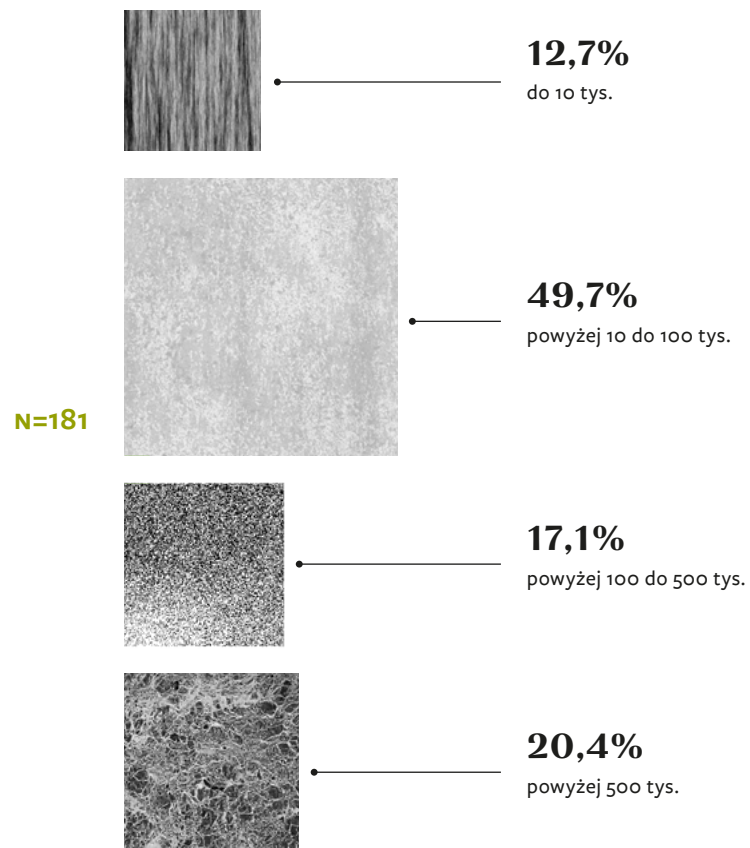 12,7%
do 10 tys.
49,7%
powyżej 10 do 100 tys.
N=181
17,1%
powyżej 100 do 500 tys.
20,4%
powyżej 500 tys.